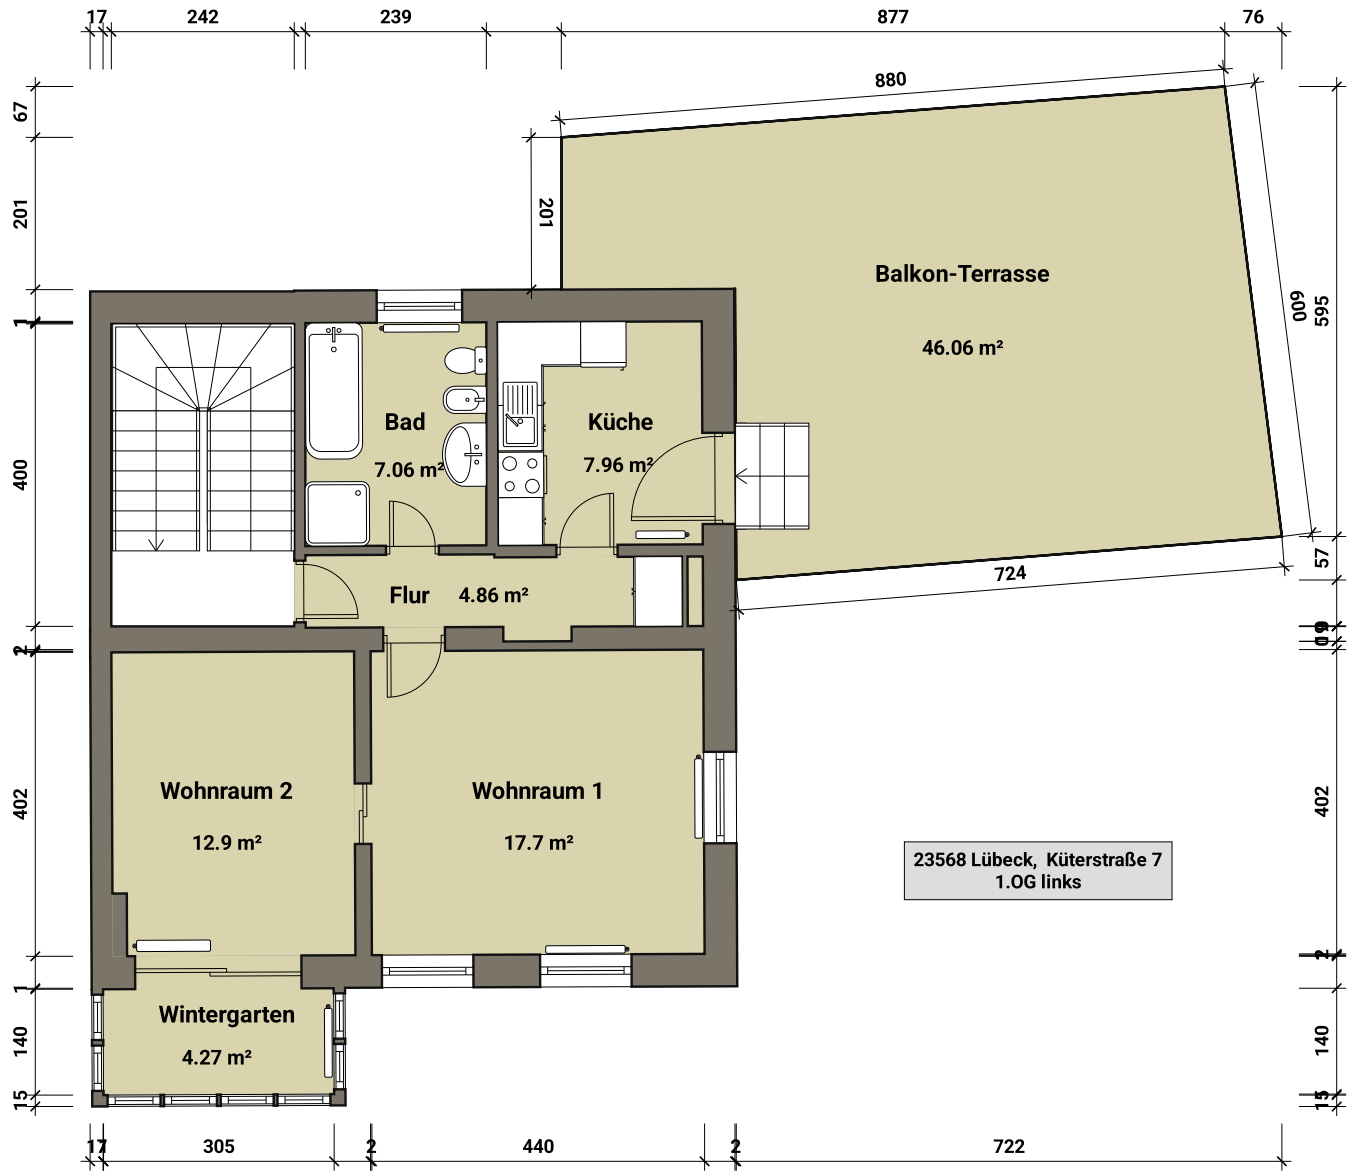 17
242
239
877
76
880
67
201
201
Balkon-Terrasse
46.06 m²
600
595
1
400
Bad
7.06 m²
Küche
7.96 m²
57
724
Flur 4.86 m²
2
402
Wohnraum 2
12.9 m²
Wohnraum 1
17.7 m²
402
23568 Lübeck, Küterstraße 7
1.OG links
2
1
Wintergarten
4.27 m²
140
140
15
15
17
305
2
440
2
722